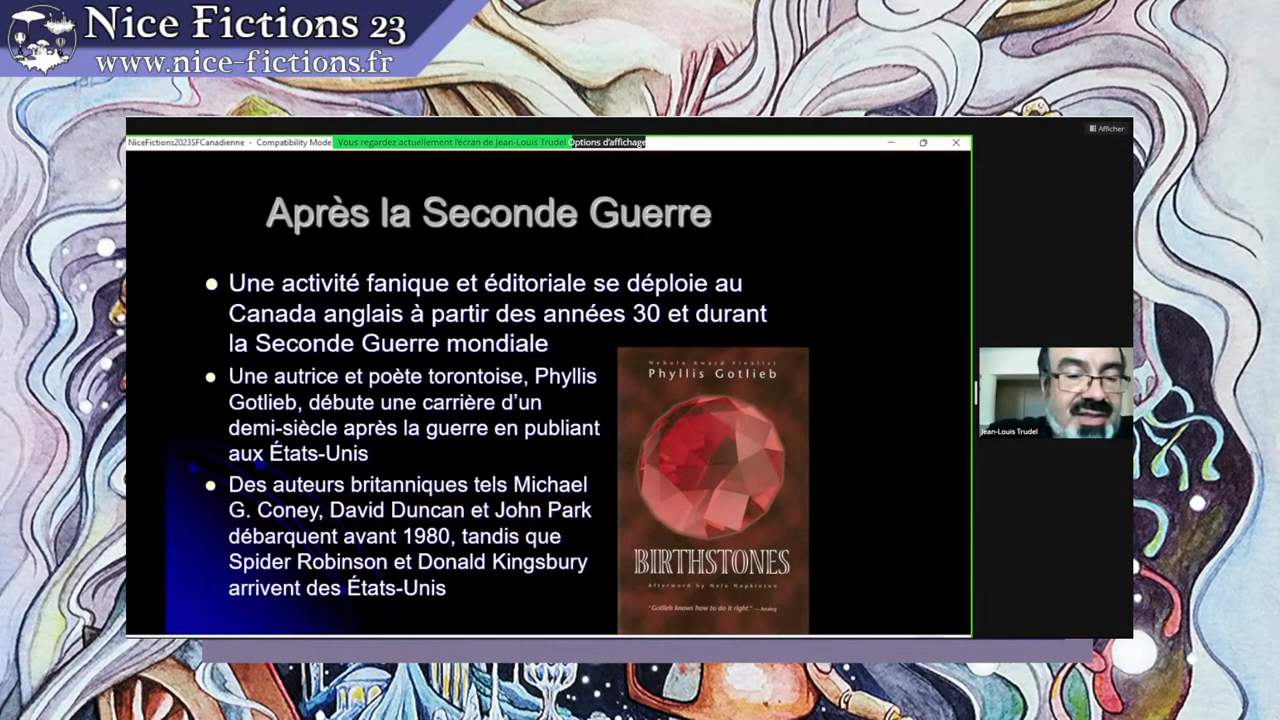 Nice Fictions 23
www.nice-fictions.fr
Afficher
NiceFictions2023SFCanadienne - Compatibility Mode
Vous regardez actuellement l'écran de Jean-Louis Trudel
Options d'affichage
Après la Seconde Guerre
Une activité fanique et éditoriale se déploie au
Canada anglais à partir des années 30 et durant
la Seconde Guerre mondiale
Une autrice et poète torontoise, Phyllis
Gotlieb, débute une carrière d'un
demi-siècle après la guerre en publiant
aux États-Unis
Des auteurs britanniques tels Michael
G. Coney, David Duncan et John Park
débarquent avant 1980, tandis que
Spider Robinson et Donald Kingsbury
arrivent des États-Unis
Nebula Award Finalist
Phyllis Gotlieb
BIRTHSTONES
Afterword by Nalo Hopkinson
"Gotlieb knows how to do it right." — Analog
Jean-Louis Trudel